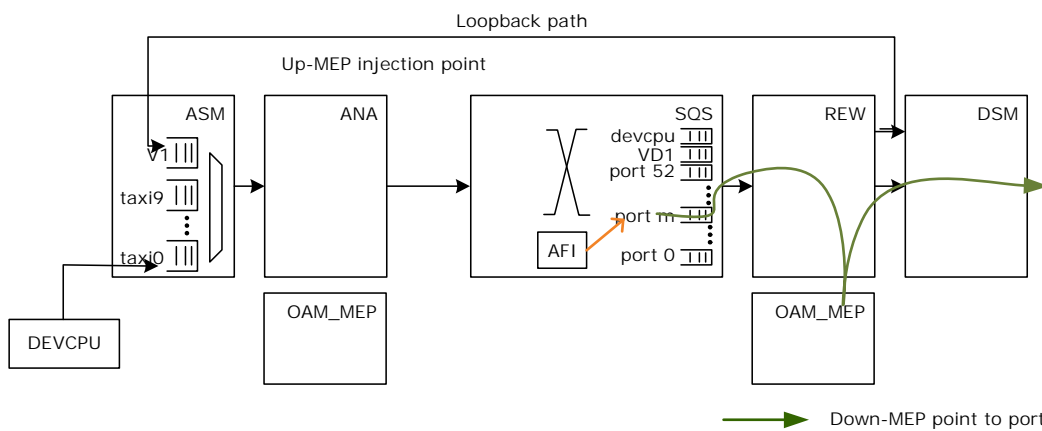 Loopback path
Up-MEP injection point
ASM
ANA
SQS
REW
DSM
devcpu
V1
VD1
port 52
taxi9
port m
AFI
taxi0
port 0
OAM_MEP
OAM_MEP
DEVCPU
Down-MEP point to port